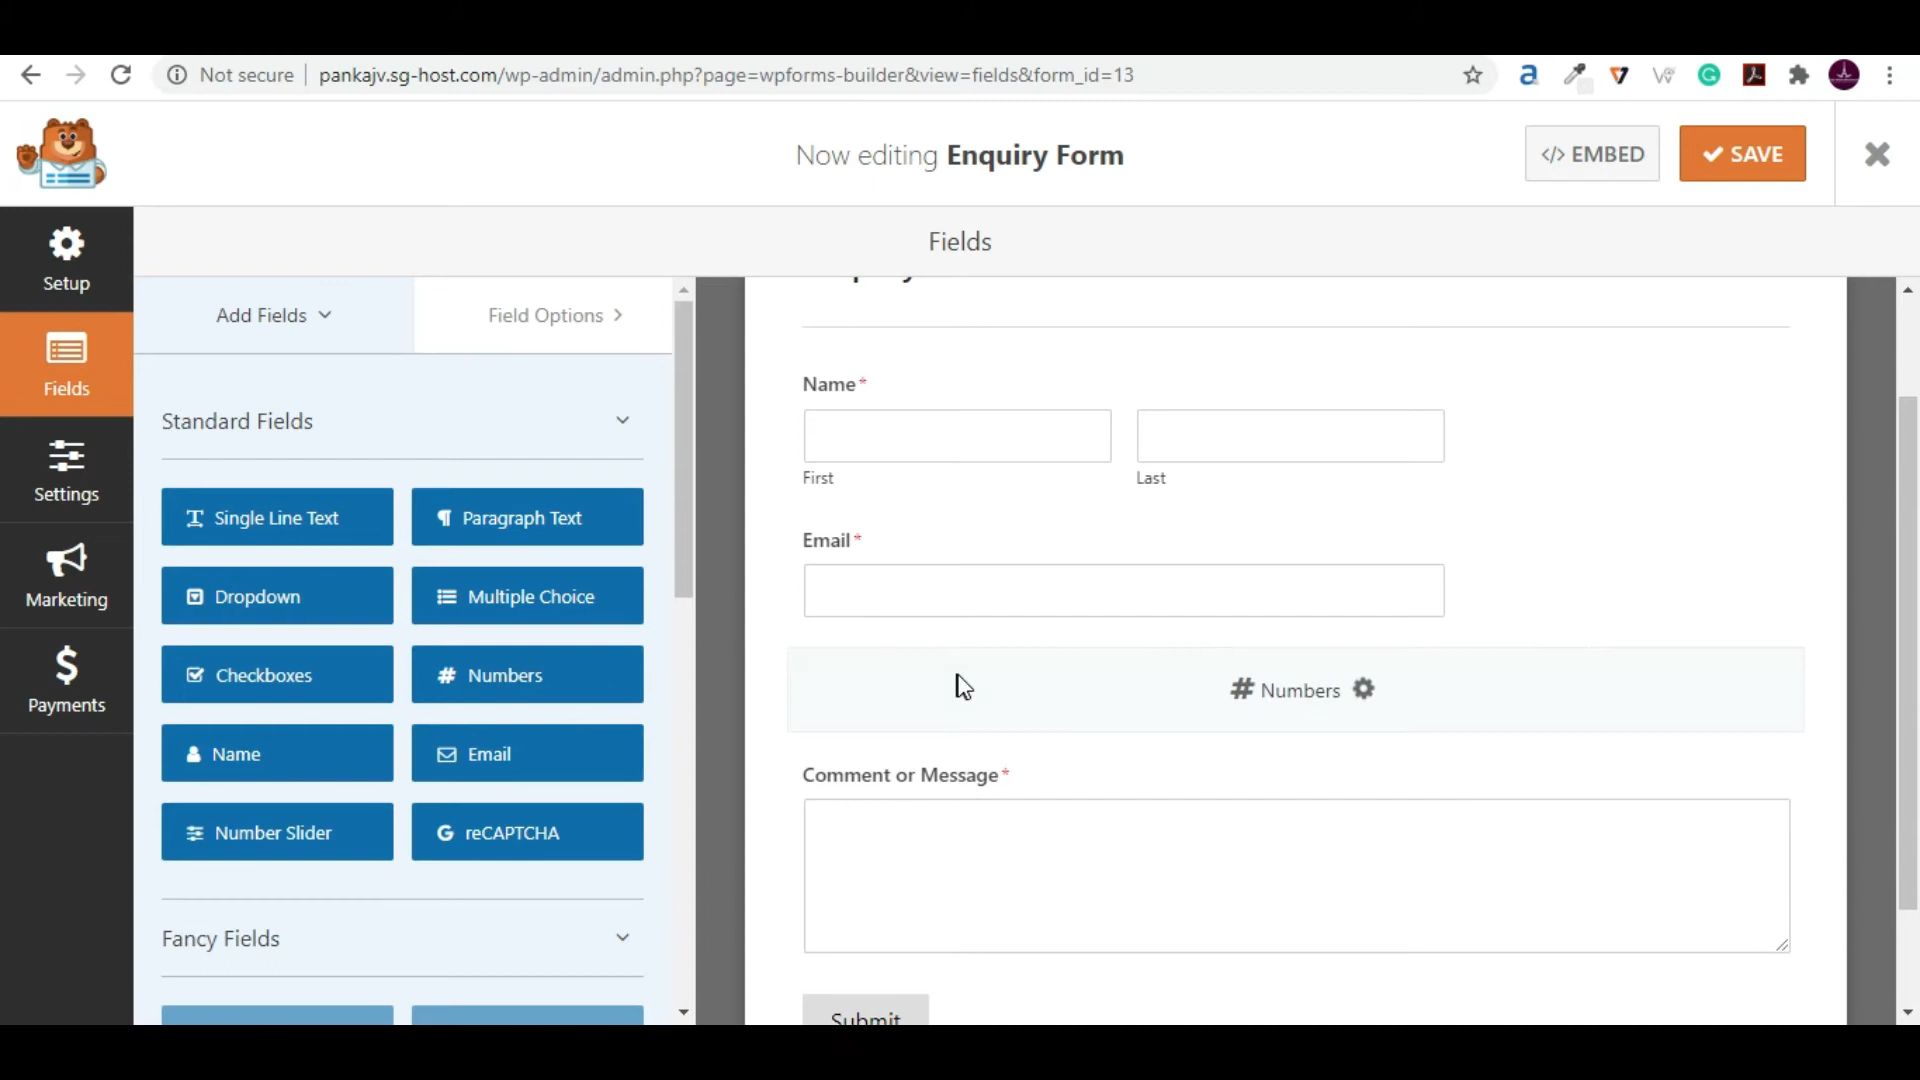 Not secure
pankajv.sg-host.com/wp-admin/admin.php?page=wpforms-builder&view=fields&form_id=13
Now editing Enquiry Form
</> EMBED
SAVE
Setup
Fields
Settings
Marketing
Payments
Fields
Add Fields
Field Options
Standard Fields
Single Line Text
Paragraph Text
Dropdown
Multiple Choice
Checkboxes
# Numbers
Name
Email
Number Slider
reCAPTCHA
Fancy Fields
Name *
First
Last
Email *
# Numbers
Comment or Message *
Submit